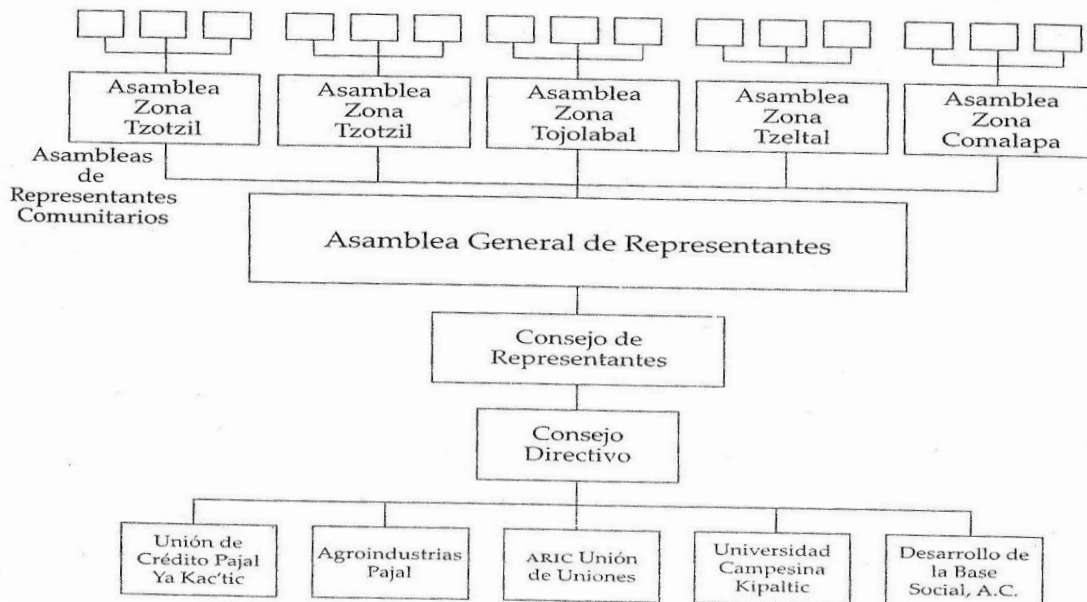 Asamblea
Zona
Tzotzil
Asamblea
Zona
Tzotzil
Asamblea
Zona
Tojolabal
Asamblea
Zona
Tzeltal
Asamblea
Zona
Comalapa
Asambleas
de
Representantes
Comunitarios
Asamblea General de Representantes
Consejo de
Representantes
Consejo
Directivo
Unión de
Crédito Pajal
Ya Kac'tic
Agroindustrias
Pajal
ARIC Unión
de Uniones
Universidad
Campesina
Kipaltic
Desarrollo de
la Base
Social, A.C.